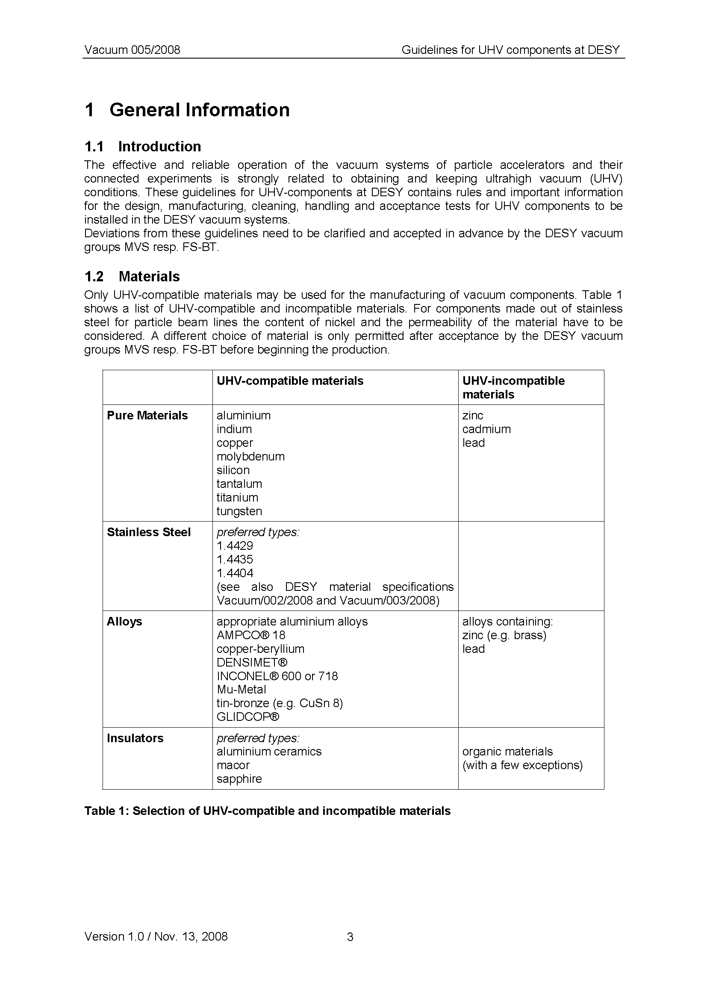 Vacuum 005/2008 Guidelines for UHV components at DESY
1 General Information
1.1 Introduction
The effective and reliable operation of the vacuum systems of particle accelerators and their
connected experiments is strongly related to obtaining and keeping ultrahigh vacuum (UHV)
conditions. These guidelines for UHV-components at DESY contains rules and important information
for the design, manufacturing, cleaning, handling and acceptance tests for UHV components to be
installed in the DESY vacuum systems.
Deviations from these guidelines need to be clarified and accepted in advance by the DESY vacuum
groups MVS resp. FS-BT.
1.2 Materials
Only UHV-compatible materials may be used for the manufacturing of vacuum components. Table 1
shows a list of UHV-compatible and incompatible materials. For components made out of stainless
steel for particle beam lines the content of nickel and the permeability of the material have to be
considered. A different choice of material is only permitted after acceptance by the DESY vacuum
groups MVS resp. FS-BT before beginning the production.
UHV-compatible materials
UHV-incompatible
materials
Pure Materials
aluminium
indium
copper
molybdenum
silicon
tantalum
titanium
tungsten
zinc
cadmium
lead
Stainless Steel
preferred types:
1.4429
1.4435
1.4404
(see also DESY material specifications
Vacuum/002/2008 and Vacuum/003/2008)
Alloys
appropriate aluminium alloys
AMPCO® 18
copper-beryllium
DENSIMET®
INCONEL® 600 or 718
Mu-Metal
tin-bronze (e.g. CuSn 8)
GLIDCOP®
alloys containing:
zinc (e.g. brass)
lead
Insulators
preferred types:
aluminium ceramics
macor
sapphire
organic materials
(with a few exceptions)
Table 1: Selection of UHV-compatible and incompatible materials
Version 1.0 / Nov. 13, 2008 3